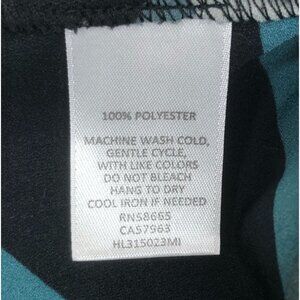 100% POLYESTER
MACHINE WASH COLD,
GENTLE CYCLE,
WITH LIKE COLORS
DO NOT BLEACH
HANG TO DRY
COOL IRON IF NEEDED
RN58665
CA57963
HL315023MI